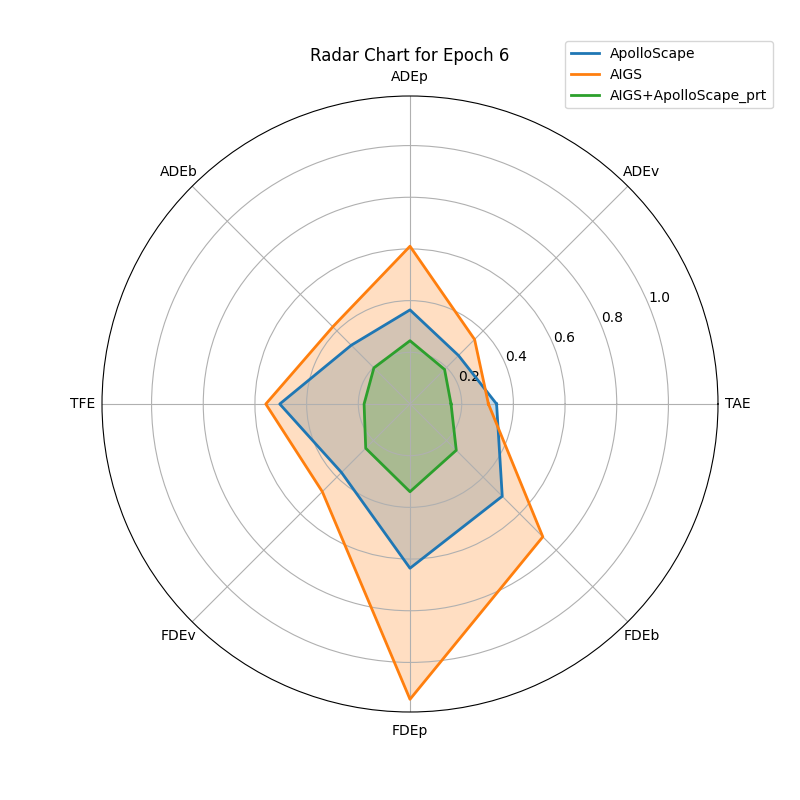 Radar Chart for Epoch 6
ApolloScape
AIGS
AIGS+ApolloScape_prt
ADEp
ADEb
ADEv
1.0
0.8
0.6
0.4
0.2
TFE
TAE
FDEv
FDEb
FDEp